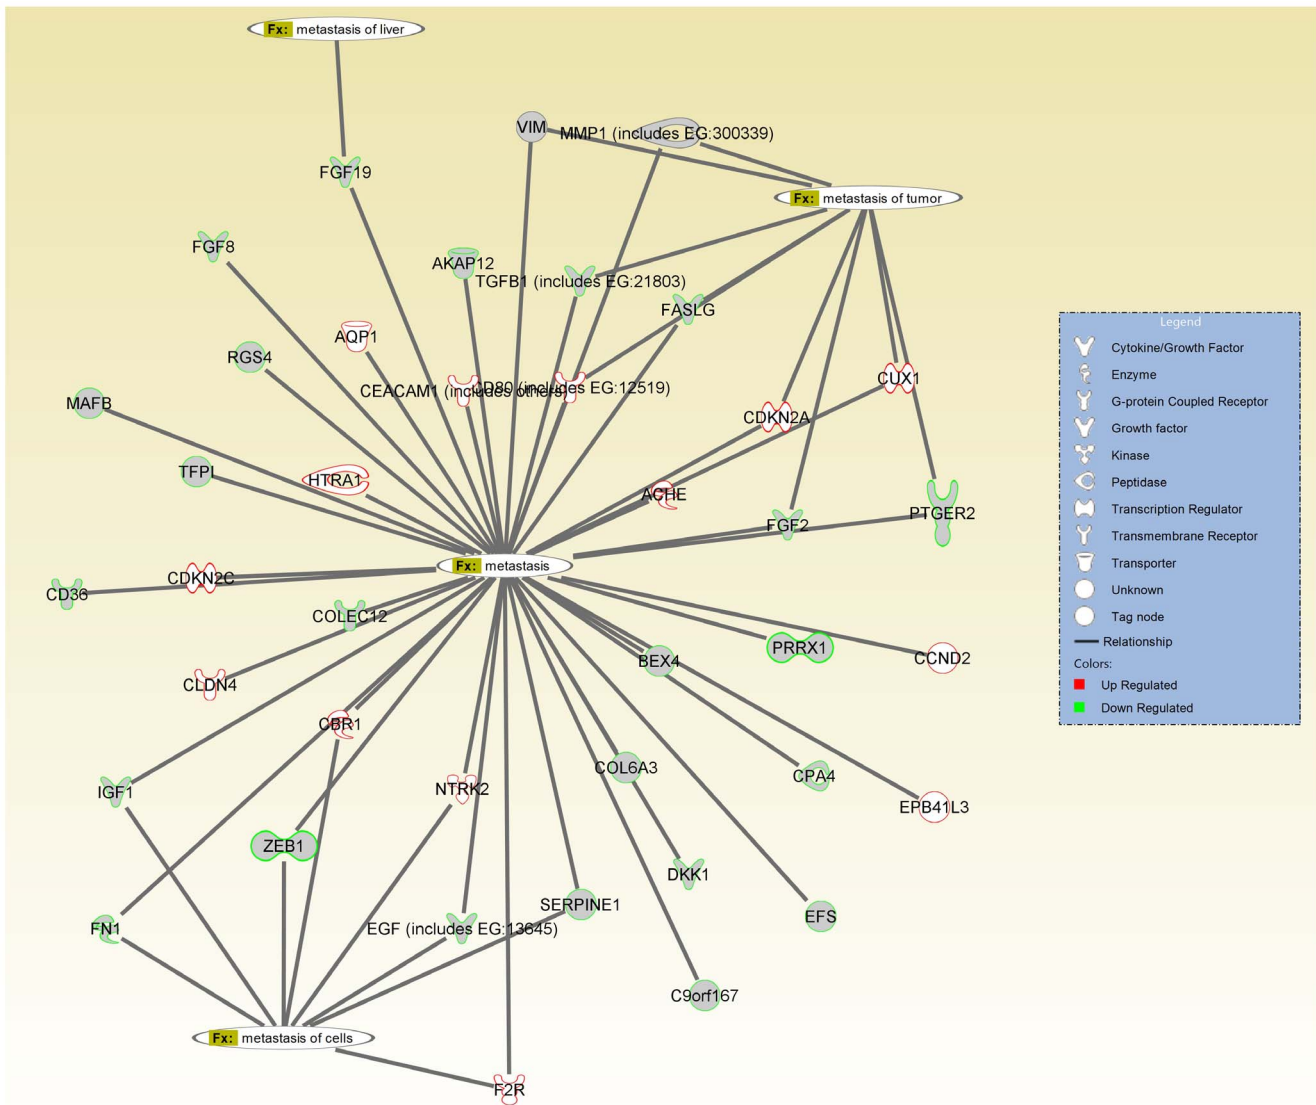 Fx: metastasis of liver
VIM
MMP1 (includes EG:300339)
FGF19
Fx: metastasis of tumor
FGF8
AKAP12
TGFB1 (includes EG:21803)
FASLG
AQP1
RGS4
CEACAM1 (includes others)
CD80 (includes EG:12519)
CUX1
MAFB
CDKN2A
TFPI
HTRA1
ACHE
FGF2
PTGER2
Fx: metastasis
CDKN2C
CD36
COLEC12
PRRX1
BEX4
CCND2
CLDN4
CBR1
COL6A3
CPA4
IGF1
NTRK2
EPB41L3
ZEB1
DKK1
SERPINE1
EFS
FN1
EGF (includes EG:13645)
C9orf167
Fx: metastasis of cells
F2R
Legend
Cytokine/Growth Factor
Enzyme
G-protein Coupled Receptor
Growth factor
Kinase
Peptidase
Transcription Regulator
Transmembrane Receptor
Transporter
Unknown
Tag node
Relationship
Colors:
Up Regulated
Down Regulated